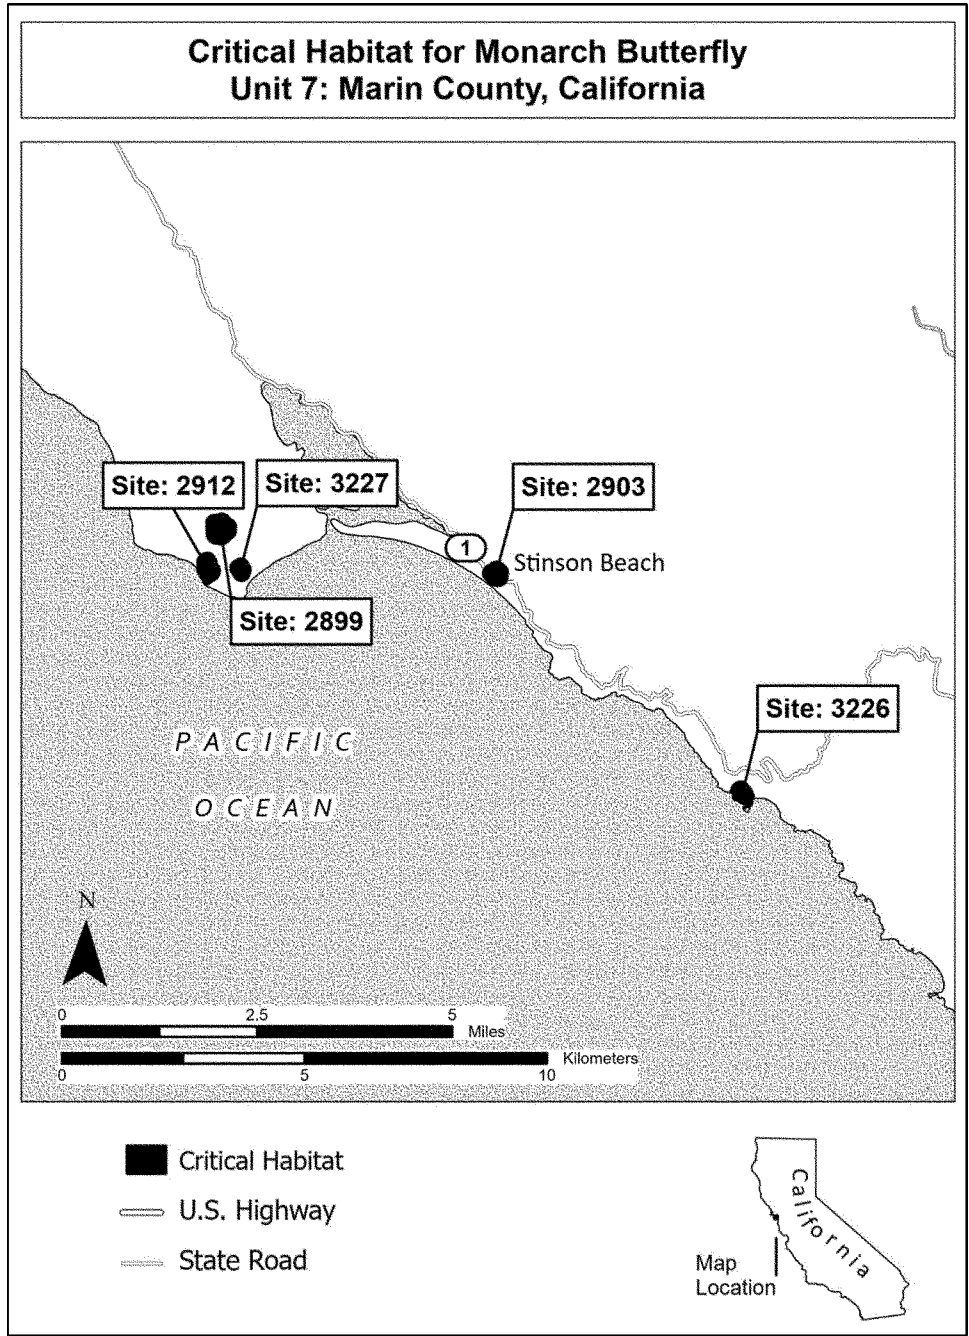 Critical Habitat for Monarch Butterfly
Unit 7: Marin County, California
Site: 2912
Site: 3227
Site: 2903
1
Stinson Beach
Site: 2899
Site: 3226
PACIFIC
OCEAN
N
0 2.5 5
Miles
Kilometers
0 5 10
Critical Habitat
U.S. Highway
State Road
California
Map
Location